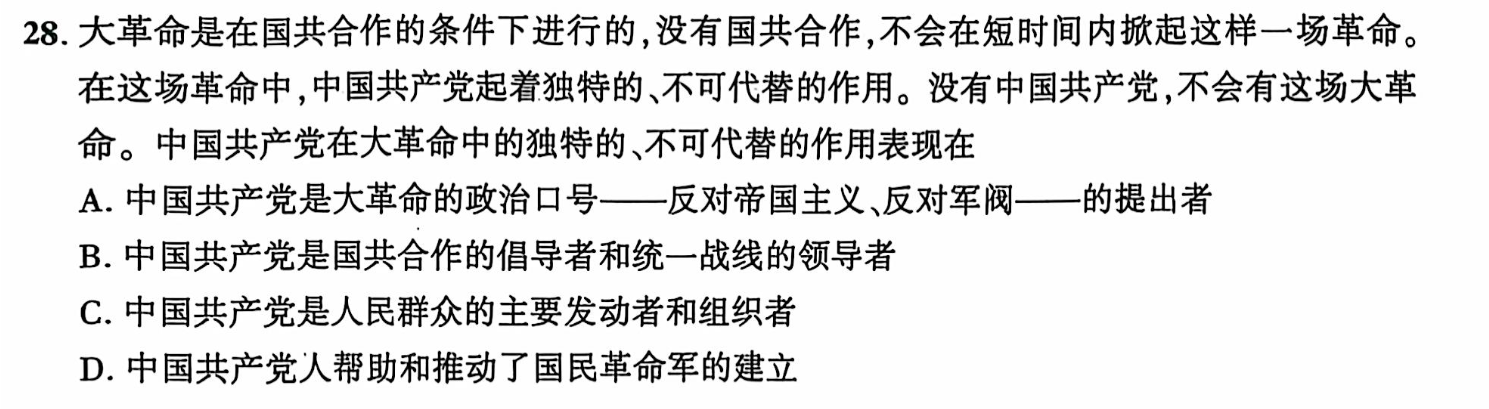 28. 大革命是在国共合作的条件下进行的,没有国共合作,不会在短时间内掀起这样一场革命。
在这场革命中,中国共产党起着独特的、不可代替的作用。没有中国共产党,不会有这场大革
命。中国共产党在大革命中的独特的、不可代替的作用表现在
A. 中国共产党是大革命的政治口号——反对帝国主义、反对军阀——的提出者
B. 中国共产党是国共合作的倡导者和统一战线的领导者
C. 中国共产党是人民群众的主要发动者和组织者
D. 中国共产党人帮助和推动了国民革命军的建立